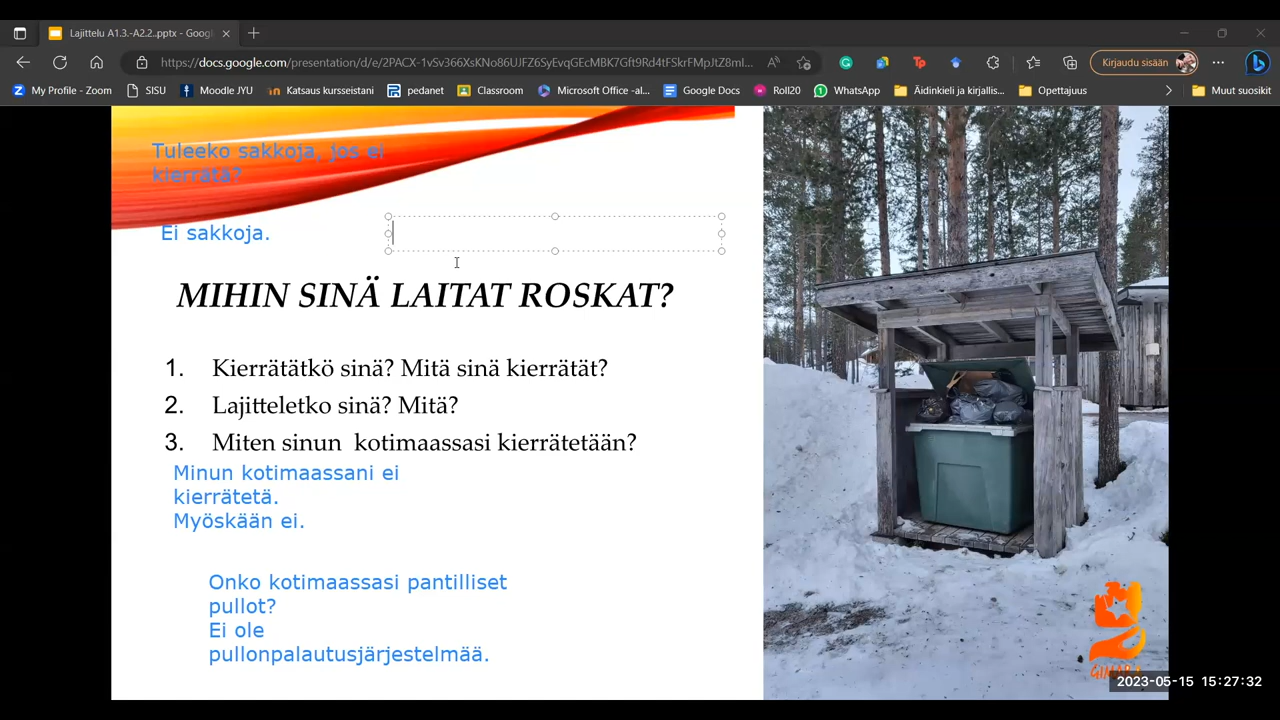 Lajittelu A1.3.-A2.2..pptx - Googl
https://docs.google.com/presentation/d/e/2PACX-1vSv366XsKNo86UJFZ6SyEvqGEcMBK7Gft9Rd4tFSkrFMpJtZ8ml...
Kirjaudu sisään
My Profile - Zoom
SISU
Moodle JYU
Katsaus kursseistani
pedanet
Classroom
Microsoft Office -al...
Google Docs
Roll20
WhatsApp
Äidinkieli ja kirjallis...
Opettajuus
Muut suosikit
Tuleeko sakkoja, jos ei
kierrätä?
Ei sakkoja.
MIHIN SINÄ LAITAT ROSKAT?
1. Kierrätätkö sinä? Mitä sinä kierrätät?
2. Lajitteletko sinä? Mitä?
3. Miten sinun kotimaassasi kierrätetään?
Minun kotimaassani ei
kierrätetä.
Myöskään ei.
Onko kotimaassasi pantilliset
pullot?
Ei ole
pullonpalautusjärjestelmää.
2023-05-15 15:27:32